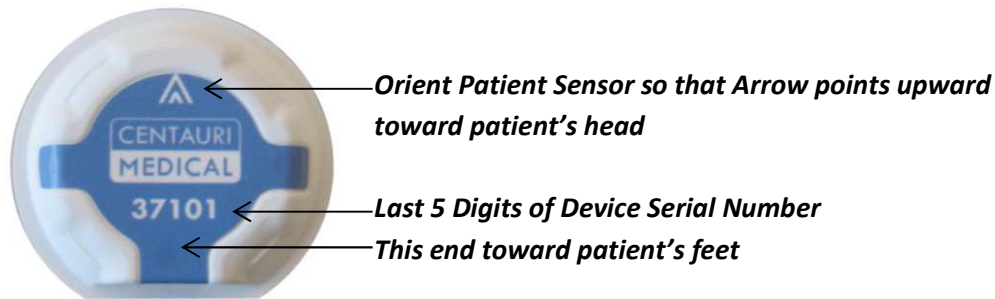 Orient Patient Sensor so that Arrow points upward
toward patient's head
CENTAURI
MEDICAL
37101
Last 5 Digits of Device Serial Number
This end toward patient's feet